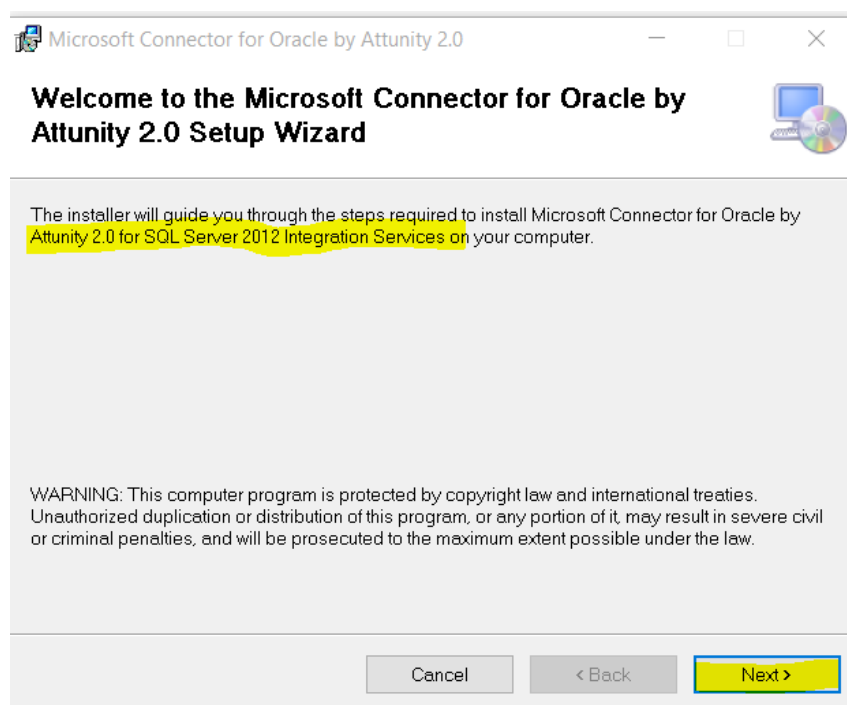 Microsoft Connector for Oracle by Attunity 2.0
Welcome to the Microsoft Connector for Oracle by
Attunity 2.0 Setup Wizard
The installer will guide you through the steps required to install Microsoft Connector for Oracle by
Attunity 2.0 for SQL Server 2012 Integration Services on your computer.
WARNING: This computer program is protected by copyright law and international treaties.
Unauthorized duplication or distribution of this program, or any portion of it, may result in severe civil
or criminal penalties, and will be prosecuted to the maximum extent possible under the law.
Cancel < Back Next >